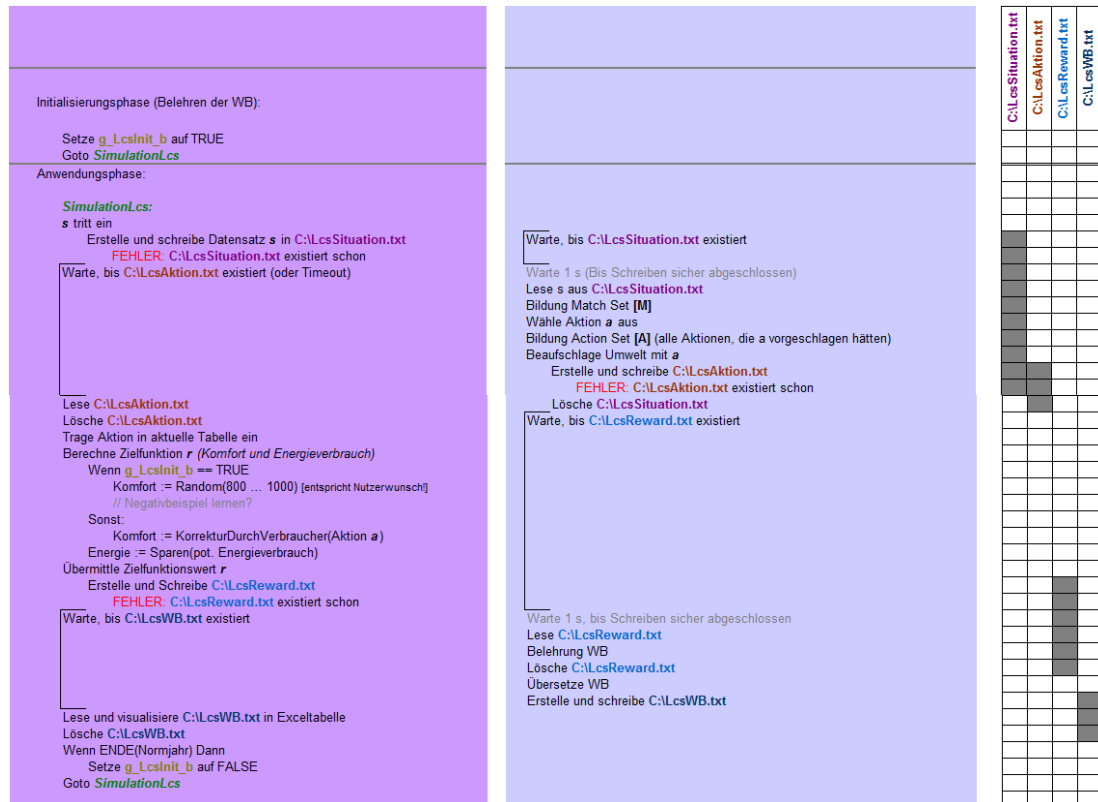 Initialisierungsphase (Belehren der WB):
Setze g_LcsInit_b auf TRUE
Goto SimulationLcs
Anwendungsphase:
SimulationLcs:
s tritt ein
Erstelle und schreibe Datensatz s in C:\LcsSituation.txt
FEHLER: C:\LcsSituation.txt existiert schon
Warte, bis C:\LcsAktion.txt existiert (oder Timeout)
Lese C:\LcsAktion.txt
Lösche C:\LcsAktion.txt
Trage Aktion in aktuelle Tabelle ein
Berechne Zielfunktion r (Komfort und Energieverbrauch)
Wenn g_LcsInit_b == TRUE
Komfort := Random(800 ... 1000) [entspricht Nutzerwunsch!]
// Negativbeispiel lernen?
Sonst:
Komfort := KorrekturDurchVerbraucher(Aktion a)
Energie := Sparen(pot. Energieverbrauch)
Übermittle Zielfunktionswert r
Erstelle und Schreibe C:\LcsReward.txt
FEHLER: C:\LcsReward.txt existiert schon
Warte, bis C:\LcsWB.txt existiert
Lese und visualisiere C:\LcsWB.txt in Exceltabelle
Lösche C:\LcsWB.txt
Wenn ENDE(Normjahr) Dann
Setze g_LcsInit_b auf FALSE
Goto SimulationLcs
Warte, bis C:\LcsSituation.txt existiert
Warte 1 s (Bis Schreiben sicher abgeschlossen)
Lese s aus C:\LcsSituation.txt
Bildung Match Set [M]
Wähle Aktion a aus
Bildung Action Set [A] (alle Aktionen, die a vorgeschlagen hätten)
Beaufschlage Umwelt mit a
Erstelle und schreibe C:\LcsAktion.txt
FEHLER: C:\LcsAktion.txt existiert schon
Lösche C:\LcsSituation.txt
Warte, bis C:\LcsReward.txt existiert
Warte 1 s, bis Schreiben sicher abgeschlossen
Lese C:\LcsReward.txt
Belehrung WB
Lösche C:\LcsReward.txt
Übersetze WB
Erstelle und schreibe C:\LcsWB.txt
C:\LcsSituation.txt
C:\LcsAktion.txt
C:\LcsReward.txt
C:\LcsWB.txt